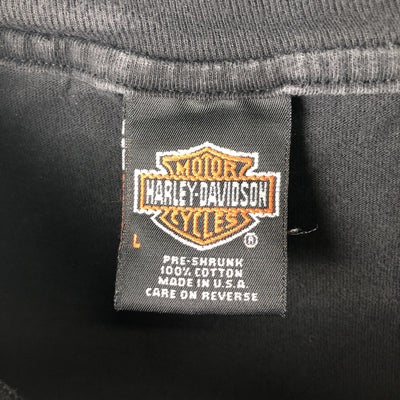 MOTOR
HARLEY-DAVIDSON
CYCLES
L ®
PRE-SHRUNK
100% COTTON
MADE IN U.S.A.
CARE ON REVERSE